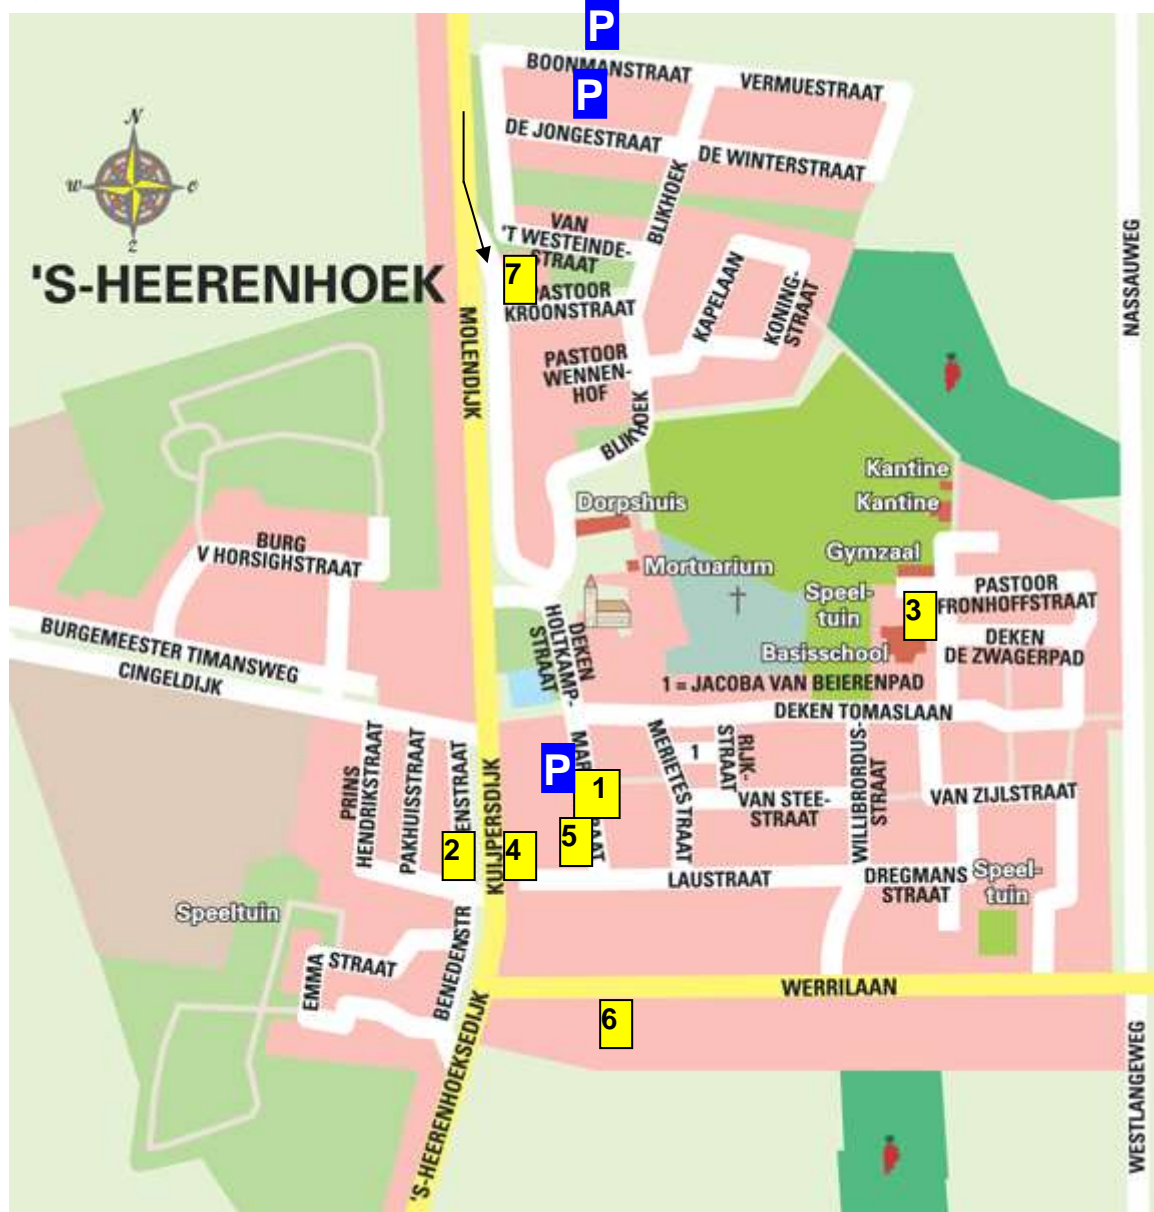 P
BOONMANSTRAAT
VERMUESTRAAT
P
DE JONGESTRAAT
DE WINTERSTRAAT
N
W
O
Z
BLIKHOEK
VAN
'T WESTEINDE-
STRAAT
'S-HEERENHOEK
7
PASTOOR
KROONSTRAAT
KAPELAAN
KONING-
STRAAT
NASSAUWEG
MOLENDIJK
PASTOOR
WENNEN-
HOF
BLIKHOEK
Kantine
Kantine
Dorpshuis
BURG
V HORSIGHSTRAAT
Mortuarium
Gymzaal
Speel-
tuin
3
PASTOOR
FRONHOFFSTRAAT
DEKEN
DE ZWAGERPAD
Basisschool
BURGEMEESTER TIMANSWEG
CINGELDIJK
DEKEN
HOLTKAMP-
STRAAT
1 = JACOBA VAN BEIERENPAD
DEKEN TOMASLAAN
PRINS
HENDRIKSTRAAT
PAKHUISSTRAAT
ENSTRAAT
KUIJPERSDIJK
P
MAR
RAAT
1
MERIETESTRAAT
1
RIJK-
STRAAT
VAN STEE-
STRAAT
WILLIBRORDUS-
STRAAT
VAN ZIJLSTRAAT
2
4
5
LAUSTRAAT
DREGMANS
STRAAT
Speel-
tuin
Speeltuin
EMMA
STRAAT
BENEDENSTR
WERRILAAN
6
'S-HEERENHOEKSEDIJK
WESTLANGEWEG